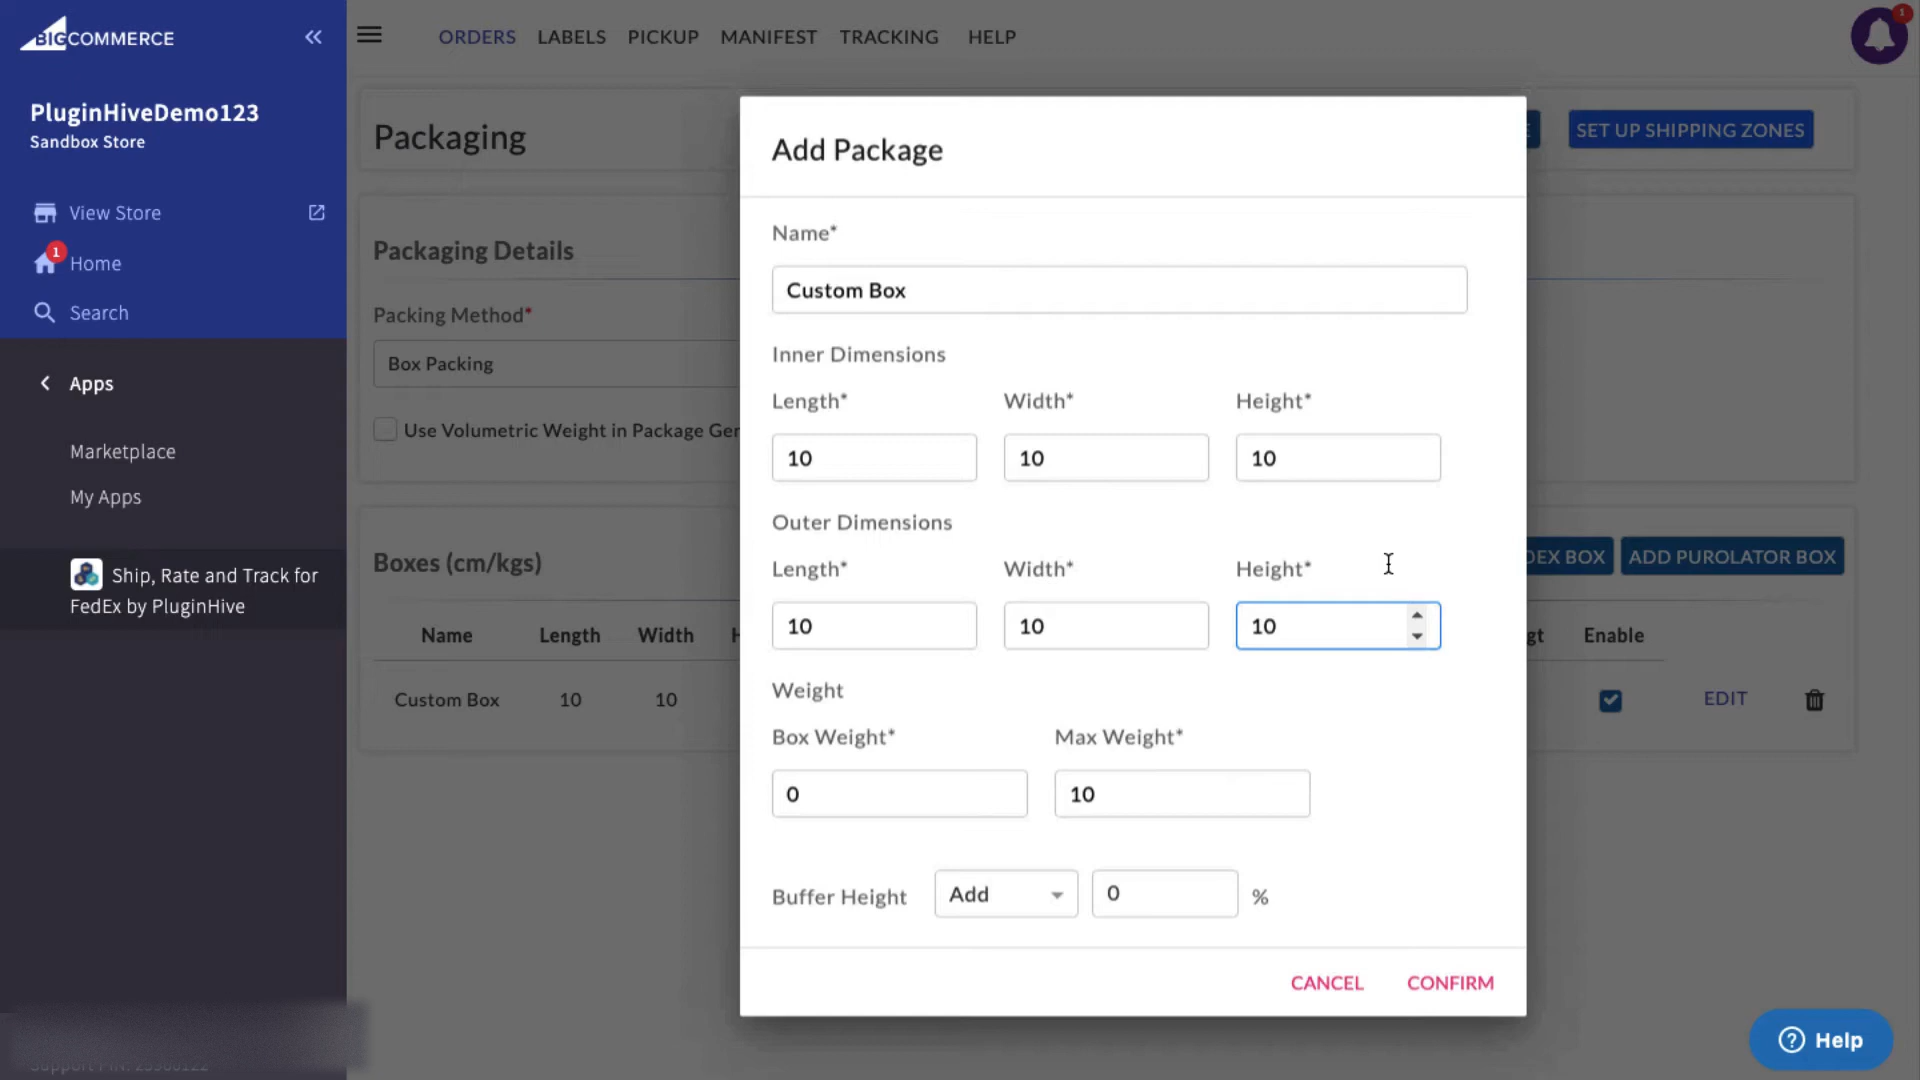 BIGCOMMERCE
ORDERS LABELS PICKUP MANIFEST TRACKING HELP
1
PluginHiveDemo123
Sandbox Store
View Store
1
Home
Search
Apps
Marketplace
My Apps
Ship, Rate and Track for
FedEx by PluginHive
Packaging
SET UP SHIPPING ZONES
Packaging Details
Packing Method*
Box Packing
Use Volumetric Weight in Package Ger
Boxes (cm/kgs)
DEX BOX
ADD PUROLATOR BOX
Name Length Width H gt Enable
Custom Box 10 10 EDIT
Add Package
Name*
Custom Box
Inner Dimensions
Length* Width* Height*
10 10 10
Outer Dimensions
Length* Width* Height*
10 10 10
Weight
Box Weight* Max Weight*
0 10
Buffer Height Add 0 %
CANCEL CONFIRM
? Help